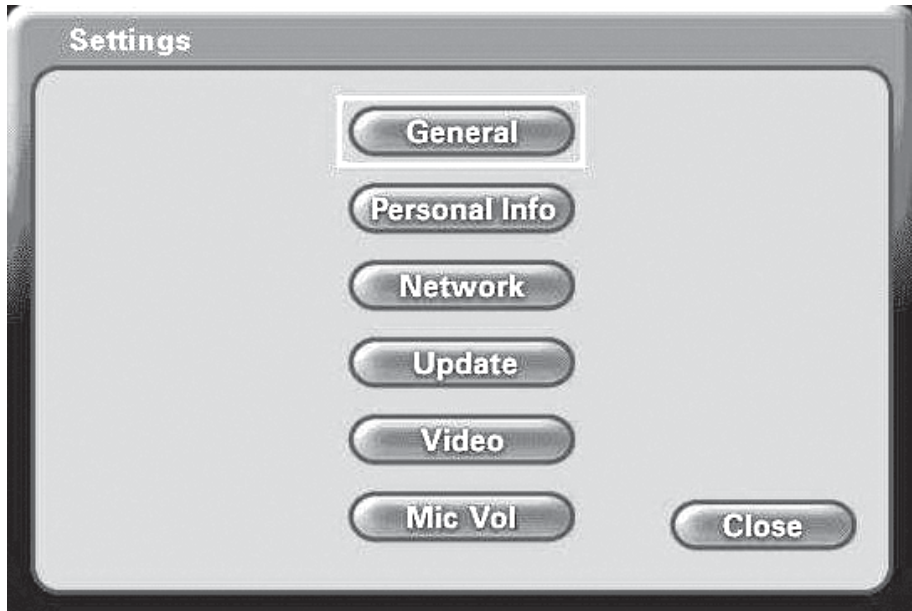 Settings
General
Personal Info
Network
Update
Video
Mic Vol
Close